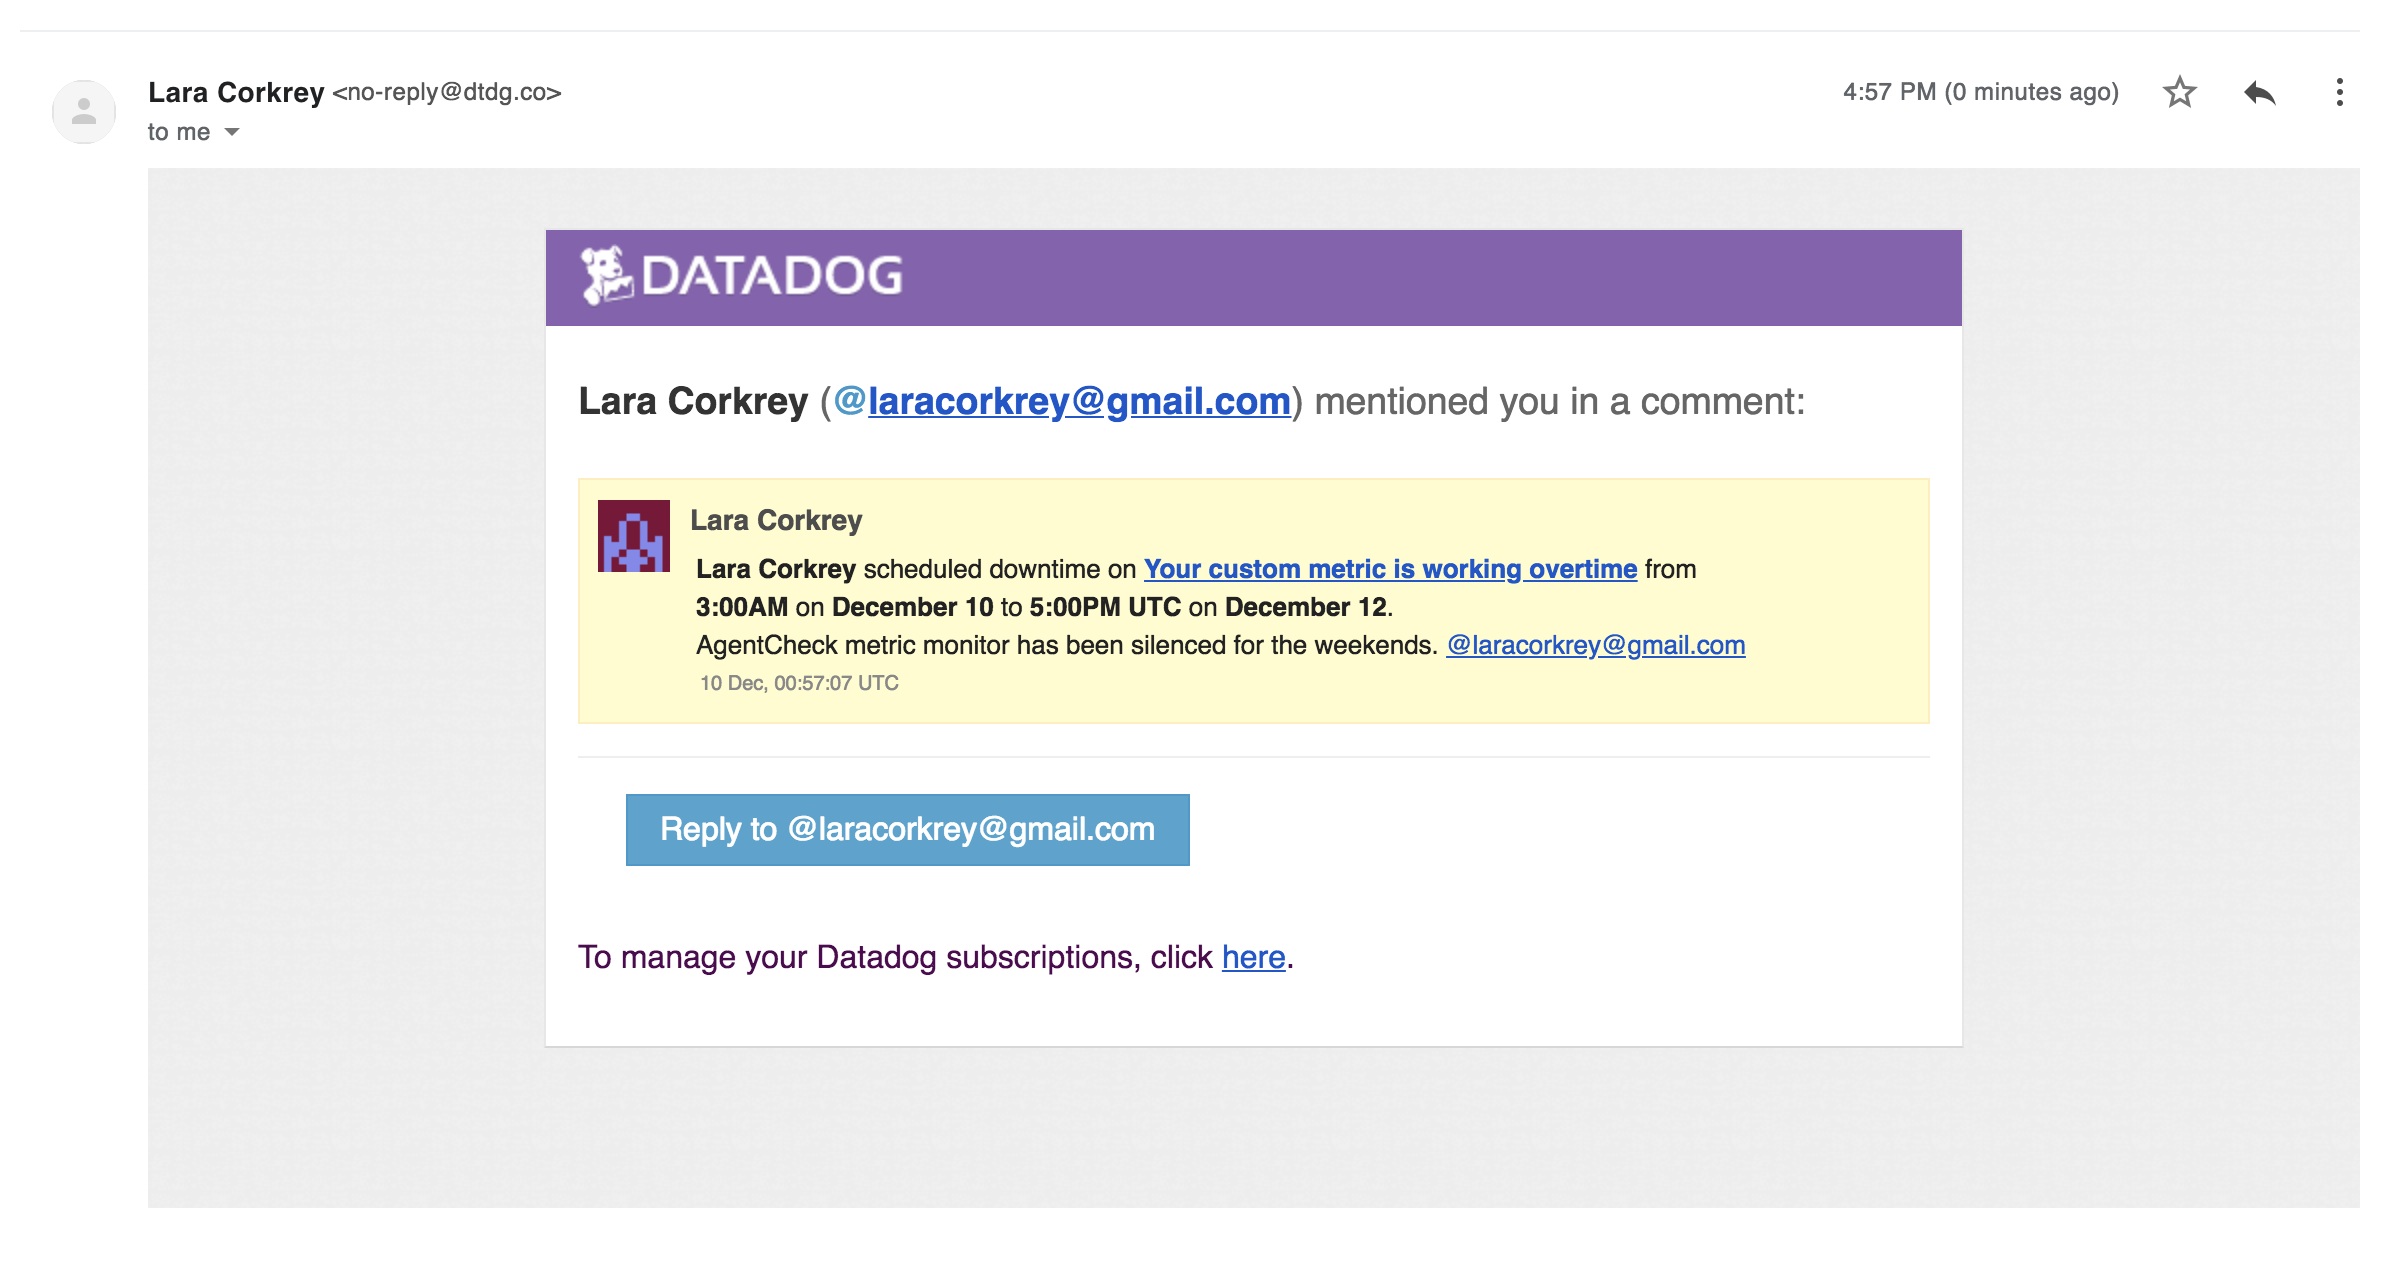 Lara Corkrey <no-reply@dtdg.co>
4:57 PM (0 minutes ago)
to me
DATADOG
Lara Corkrey (@laracorkrey@gmail.com) mentioned you in a comment:
Lara Corkrey
Lara Corkrey scheduled downtime on Your custom metric is working overtime from
3:00AM on December 10 to 5:00PM UTC on December 12.
AgentCheck metric monitor has been silenced for the weekends. @laracorkrey@gmail.com
10 Dec, 00:57:07 UTC
Reply to @laracorkrey@gmail.com
To manage your Datadog subscriptions, click here.